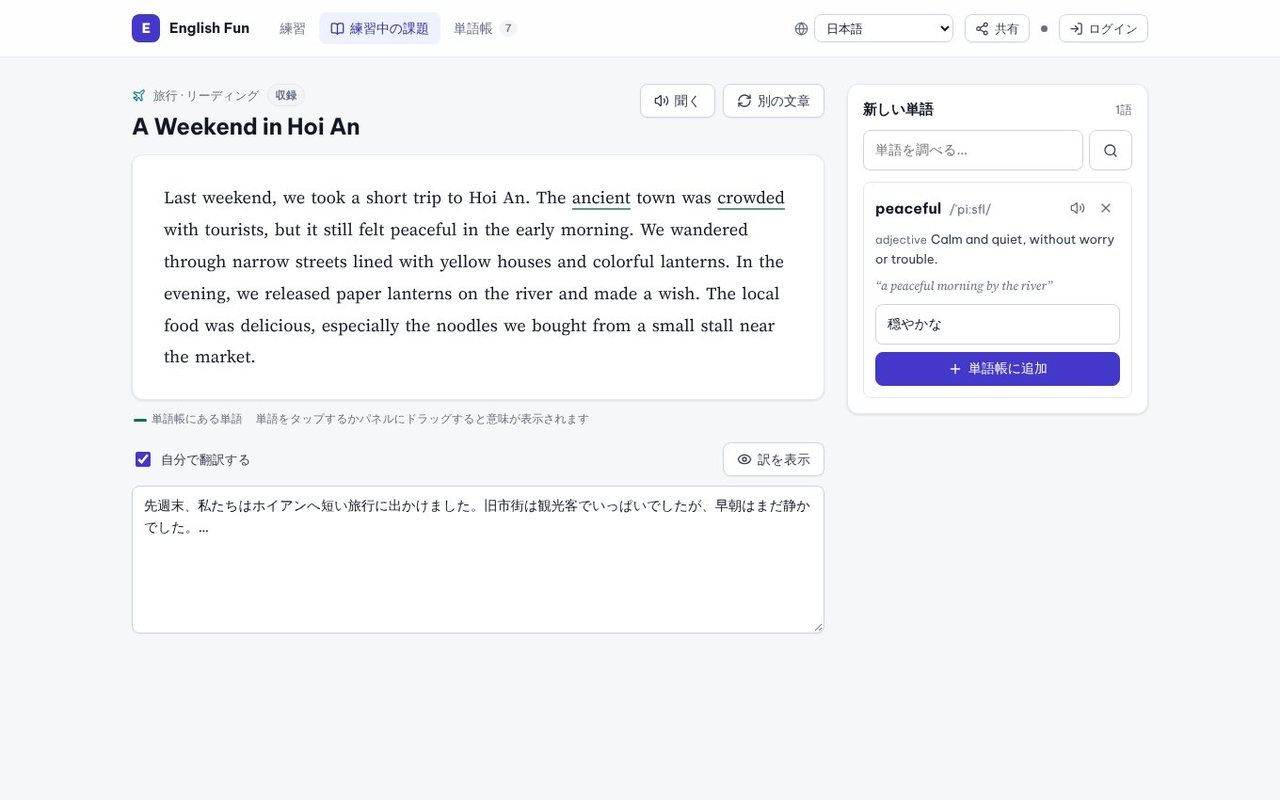 E English Fun 練習 練習中の課題 単語帳 7 日本語 共有 ログイン
旅行 · リーディング 収録
A Weekend in Hoi An
聞く 別の文章
Last weekend, we took a short trip to Hoi An. The ancient town was crowded
with tourists, but it still felt peaceful in the early morning. We wandered
through narrow streets lined with yellow houses and colorful lanterns. In the
evening, we released paper lanterns on the river and made a wish. The local
food was delicious, especially the noodles we bought from a small stall near
the market.
単語帳にある単語 単語をタップするかパネルにドラッグすると意味が表示されます
自分で翻訳する 訳を表示
先週末、私たちはホイアンへ短い旅行に出かけました。旧市街は観光客でいっぱいでしたが、早朝はまだ静か
でした。...
新しい単語 1語
単語を調べる...
peaceful /ˈpiːsfl/
adjective Calm and quiet, without worry
or trouble.
“a peaceful morning by the river”
穏やかな
+ 単語帳に追加